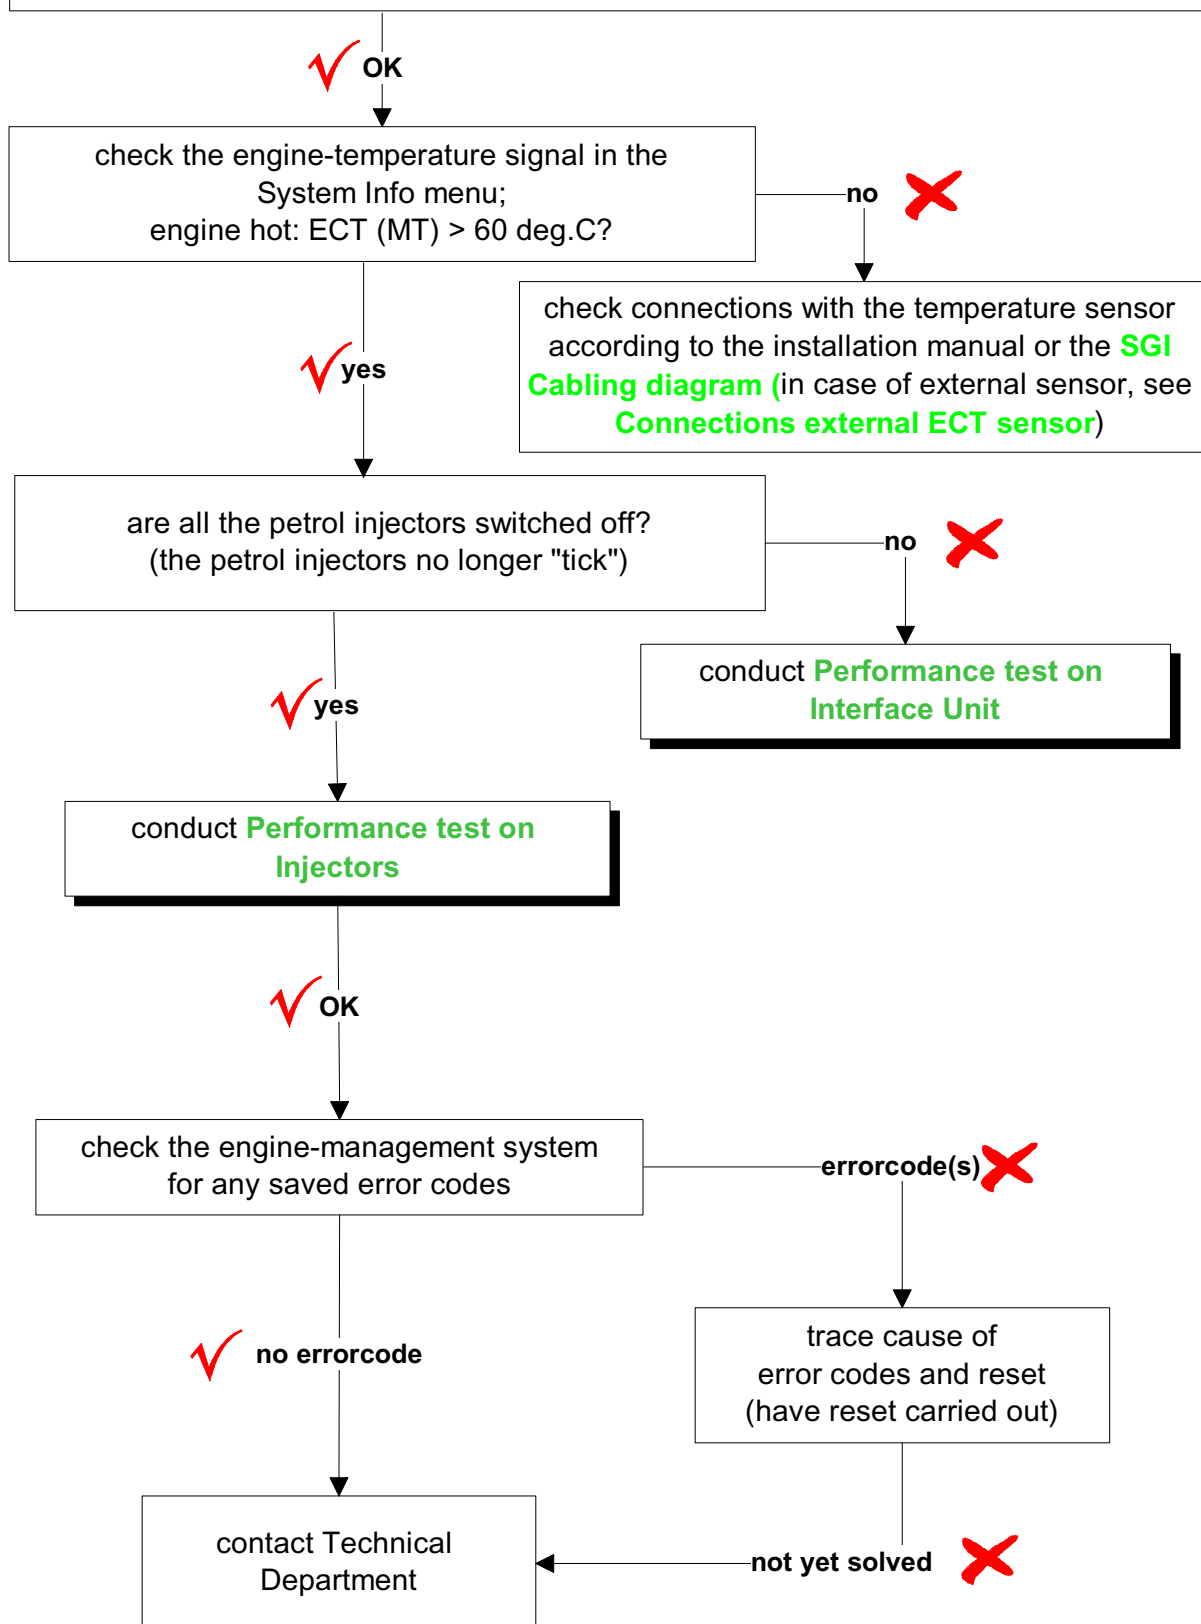 OK
check the engine-temperature signal in the
System Info menu;
engine hot: ECT (MT) > 60 deg.C?
no
check connections with the temperature sensor
according to the installation manual or the SGI
Cabling diagram (in case of external sensor, see
Connections external ECT sensor)
yes
are all the petrol injectors switched off?
(the petrol injectors no longer "tick")
no
conduct Performance test on
Interface Unit
yes
conduct Performance test on
Injectors
OK
check the engine-management system
for any saved error codes
errorcode(s)
trace cause of
error codes and reset
(have reset carried out)
no errorcode
contact Technical
Department
not yet solved